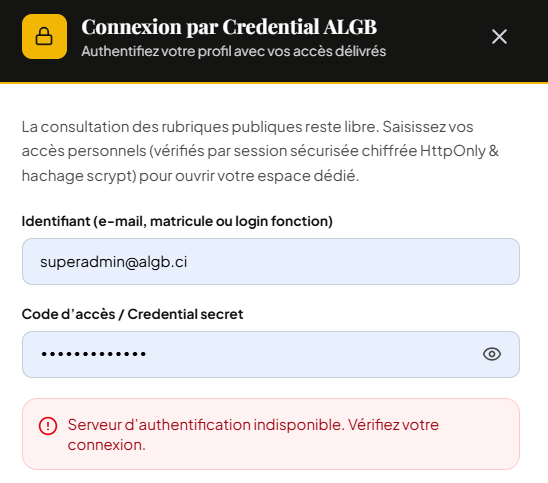 Connexion par Credential ALGB
Authentifiez votre profil avec vos accès délivrés
La consultation des rubriques publiques reste libre. Saisissez vos
accès personnels (vérifiés par session sécurisée chiffrée HttpOnly &
hachage scrypt) pour ouvrir votre espace dédié.
Identifiant (e-mail, matricule ou login fonction)
superadmin@algb.ci
Code d’accès / Credential secret
•••••••••••••
Serveur d’authentification indisponible. Vérifiez votre
connexion.